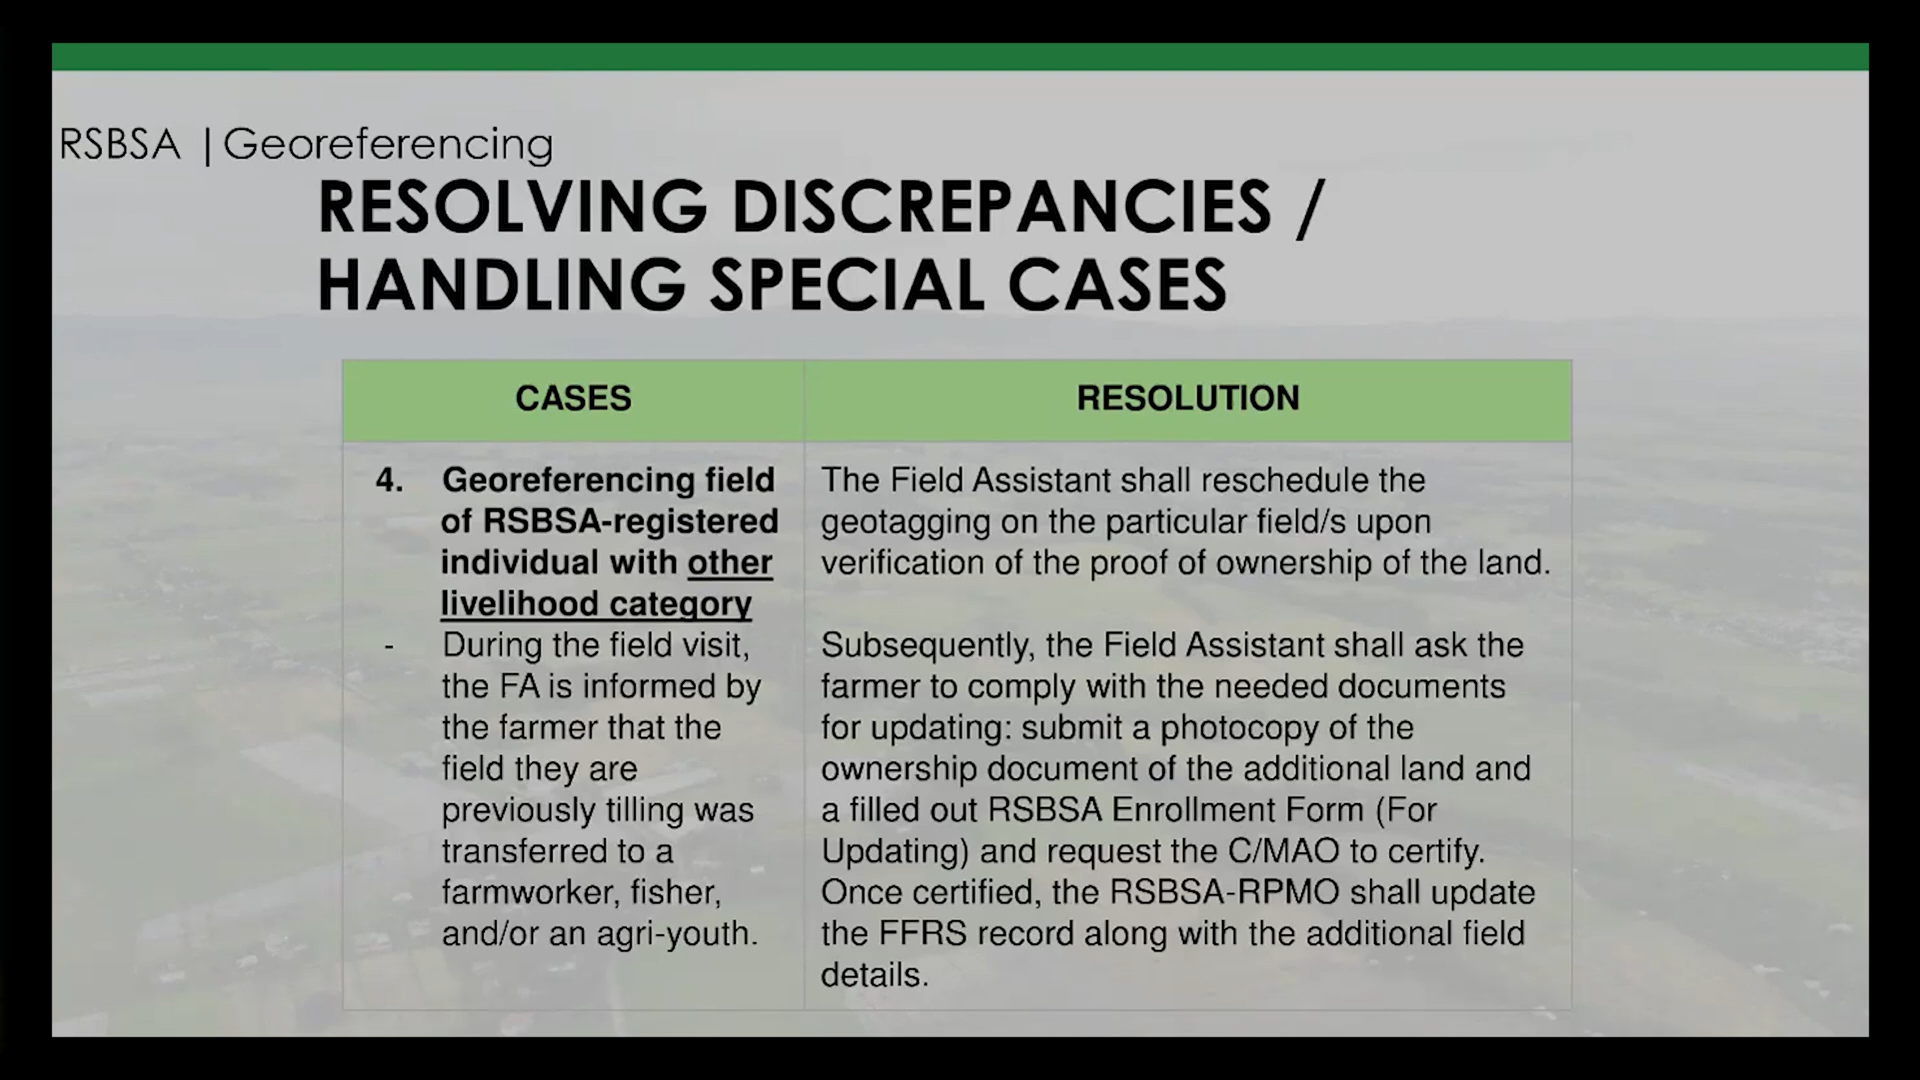 RSBSA | Georeferencing
RESOLVING DISCREPANCIES /
HANDLING SPECIAL CASES
CASES
RESOLUTION
4. Georeferencing field
of RSBSA-registered
individual with other
livelihood category
- During the field visit,
the FA is informed by
the farmer that the
field they are
previously tilling was
transferred to a
farmworker, fisher,
and/or an agri-youth.
The Field Assistant shall reschedule the
geotagging on the particular field/s upon
verification of the proof of ownership of the land.
Subsequently, the Field Assistant shall ask the
farmer to comply with the needed documents
for updating: submit a photocopy of the
ownership document of the additional land and
a filled out RSBSA Enrollment Form (For
Updating) and request the C/MAO to certify.
Once certified, the RSBSA-RPMO shall update
the FFRS record along with the additional field
details.